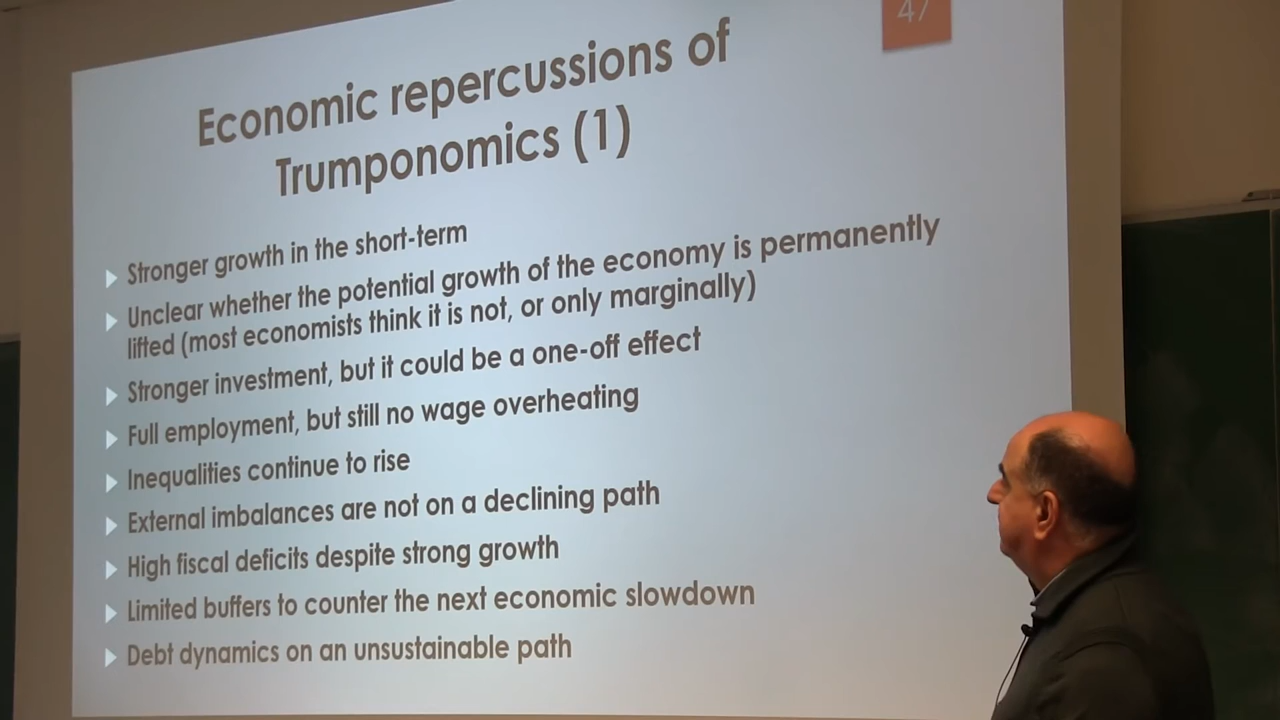 47
Economic repercussions of
Trumponomics (1)
Stronger growth in the short-term
Unclear whether the potential growth of the economy is permanently
lifted (most economists think it is not, or only marginally)
Stronger investment, but it could be a one-off effect
Full employment, but still no wage overheating
Inequalities continue to rise
External imbalances are not on a declining path
High fiscal deficits despite strong growth
Limited buffers to counter the next economic slowdown
Debt dynamics on an unsustainable path